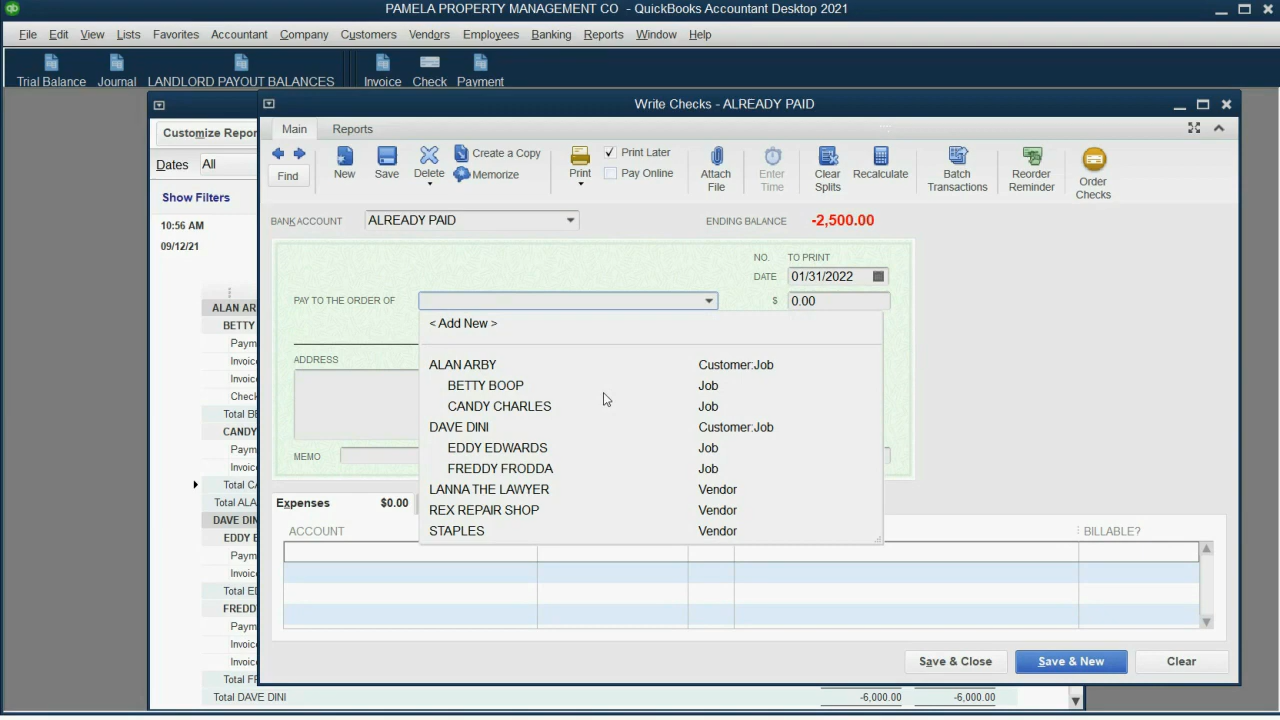 PAMELA PROPERTY MANAGEMENT CO - QuickBooks Accountant Desktop 2021
File Edit View Lists Favorites Accountant Company Customers Vendors Employees Banking Reports Window Help
Trial Balance Journal LANDLORD PAYOUT BALANCES Invoice Check Payment
Write Checks - ALREADY PAID
Customize Repor
Dates All
Show Filters
10:56 AM
09/12/21
ALAN AR
BETTY
Paym
Invoic
Invoic
Check
Total BE
CANDY
Paym
Invoic
Total CA
Total ALA
DAVE DIN
EDDY E
Paym
Invoic
Total ED
FREDD
Paym
Invoic
Invoic
Total FF
Total DAVE DINI -6,000.00 -6,000.00
Main Reports
Find
New
Save
Delete
Create a Copy
Memorize
Print
Print Later
Pay Online
Attach File
Enter Time
Clear Splits
Recalculate
Batch Transactions
Reorder Reminder
Order Checks
BANK ACCOUNT ALREADY PAID ENDING BALANCE -2,500.00
NO. TO PRINT
DATE 01/31/2022
PAY TO THE ORDER OF $ 0.00
< Add New >
ADDRESS
ALAN ARBY Customer:Job
BETTY BOOP Job
CANDY CHARLES Job
DAVE DINI Customer:Job
EDDY EDWARDS Job
FREDDY FRODDA Job
LANNA THE LAWYER Vendor
REX REPAIR SHOP Vendor
STAPLES Vendor
MEMO
Expenses $0.00
ACCOUNT BILLABLE?
Save & Close Save & New Clear